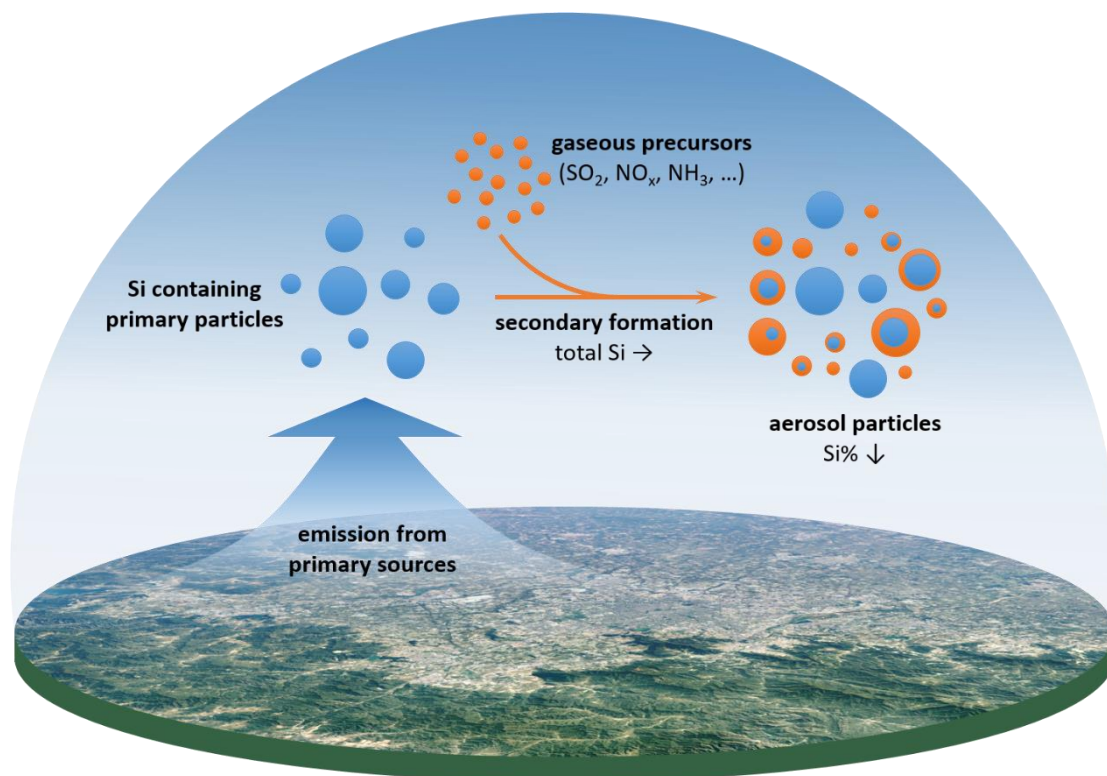 gaseous precursors
(SO₂, NOₓ, NH₃, ...)
Si containing
primary particles
secondary formation
total Si →
aerosol particles
Si% ↓
emission from
primary sources